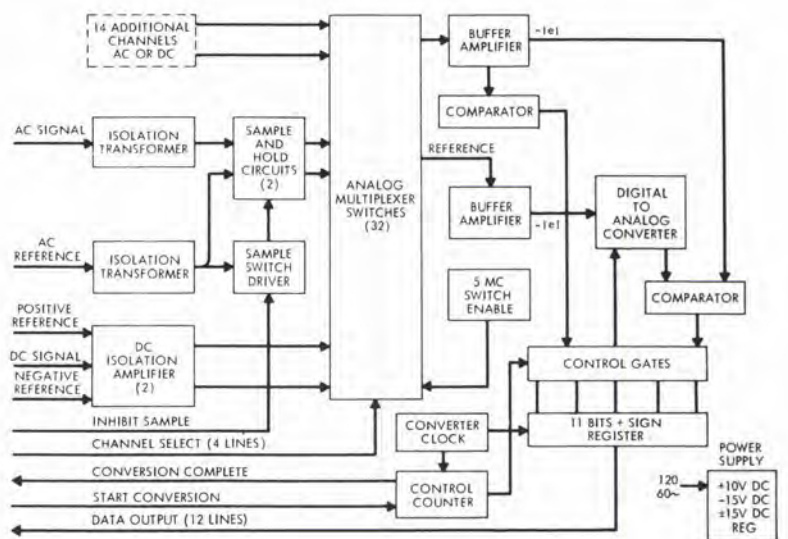 14 ADDITIONAL
CHANNELS
AC OR DC
AC SIGNAL
ISOLATION
TRANSFORMER
SAMPLE
AND
HOLD
CIRCUITS
(2)
AC
REFERENCE
ISOLATION
TRANSFORMER
SAMPLE
SWITCH
DRIVER
POSITIVE
REFERENCE
DC SIGNAL
NEGATIVE
REFERENCE
DC
ISOLATION
AMPLIFIER
(2)
INHIBIT SAMPLE
CHANNEL SELECT (4 LINES)
CONVERSION COMPLETE
START CONVERSION
DATA OUTPUT (12 LINES)
ANALOG
MULTIPLEXER
SWITCHES
(32)
BUFFER
AMPLIFIER
-|e|
COMPARATOR
REFERENCE
BUFFER
AMPLIFIER
-|e|
DIGITAL
TO
ANALOG
CONVERTER
5 MC
SWITCH
ENABLE
COMPARATOR
CONTROL GATES
CONVERTER
CLOCK
11 BITS + SIGN
REGISTER
CONTROL
COUNTER
POWER
SUPPLY
120
60~
+10V DC
-15V DC
±15V DC
REG